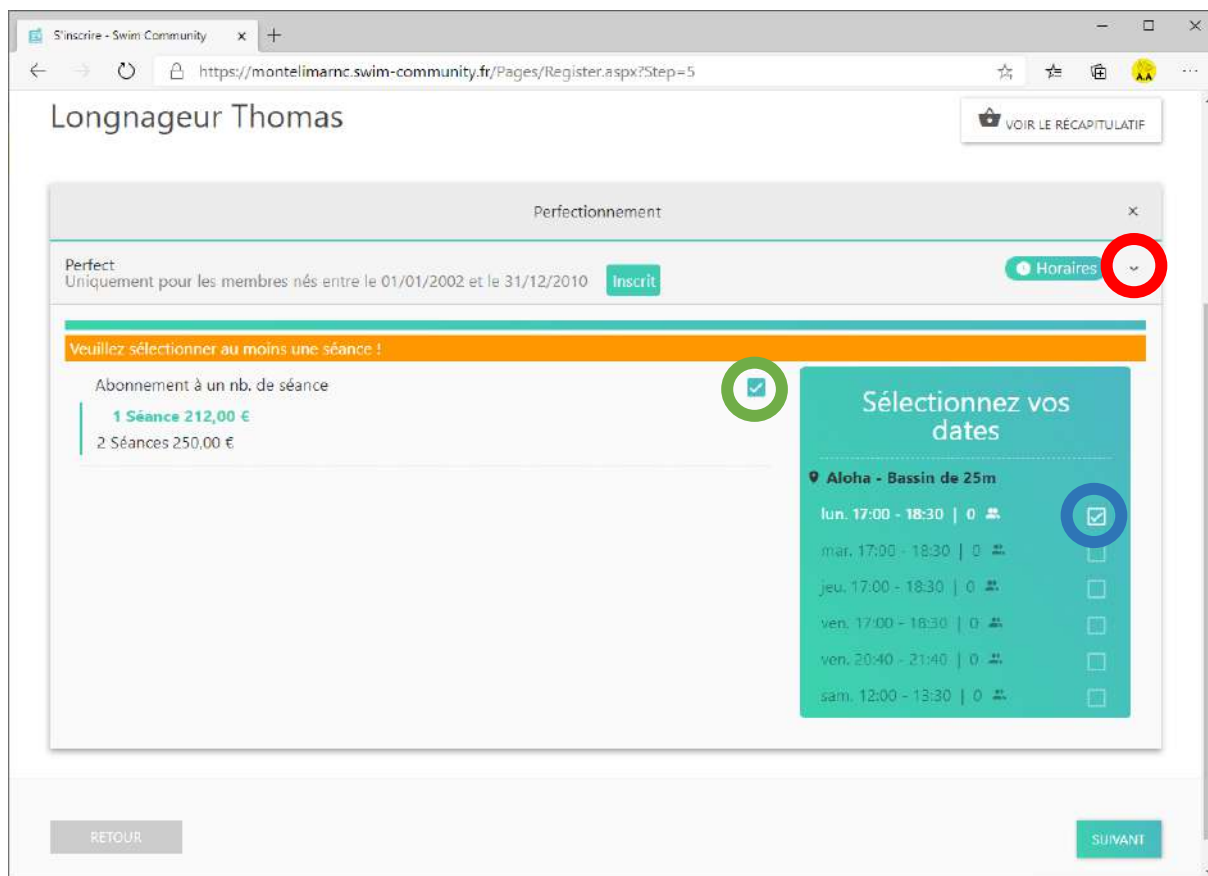 S'inscrire - Swim Community
https://montelimarnc.swim-community.fr/Pages/Register.aspx?Step=5
A.A
Longnageur Thomas
VOIR LE RÉCAPITULATIF
Perfectionnement
Perfect
Uniquement pour les membres nés entre le 01/01/2002 et le 31/12/2010 Inscrit
Horaires
Veuillez sélectionner au moins une séance !
Abonnement à un nb. de séance
1 Séance 212,00 €
2 Séances 250,00 €
Sélectionnez vos
dates
Aloha - Bassin de 25m
lun. 17:00 - 18:30 | 0
mar. 17:00 - 18:30 | 0
jeu. 17:00 - 18:30 | 0
ven. 17:00 - 18:30 | 0
ven. 20:40 - 21:40 | 0
sam. 12:00 - 13:30 | 0
RETOUR
SUIVANT